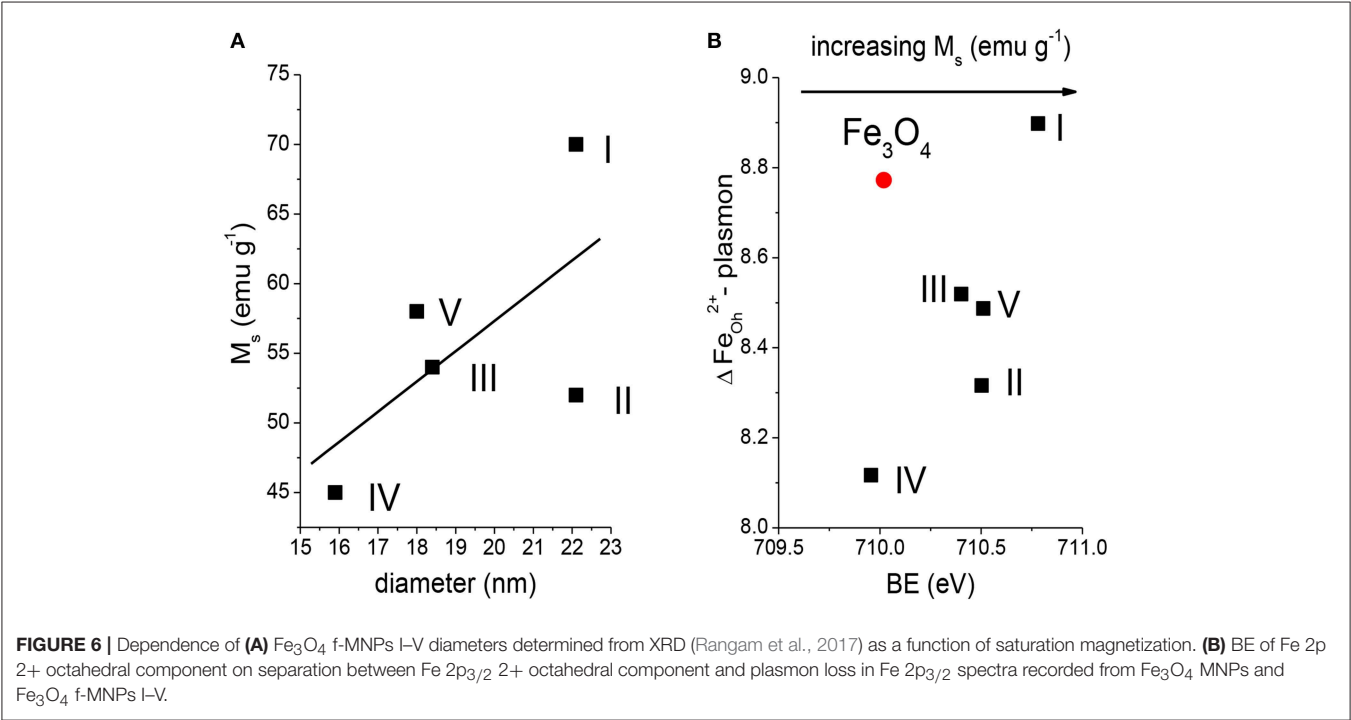 A
75
70
65
60
55
50
45
M_s (emu g^-1)
I
V
III
II
IV
15 16 17 18 19 20 21 22 23
diameter (nm)
B
increasing M_s (emu g^-1)
9.0
8.8
8.6
8.4
8.2
8.0
Δ Fe_Oh^2+ - plasmon
Fe_3O_4
I
III
V
II
IV
709.5 710.0 710.5 711.0
BE (eV)
FIGURE 6 | Dependence of (A) Fe3O4 f-MNPs I–V diameters determined from XRD (Rangam et al., 2017) as a function of saturation magnetization. (B) BE of Fe 2p
2+ octahedral component on separation between Fe 2p3/2 2+ octahedral component and plasmon loss in Fe 2p3/2 spectra recorded from Fe3O4 MNPs and
Fe3O4 f-MNPs I–V.